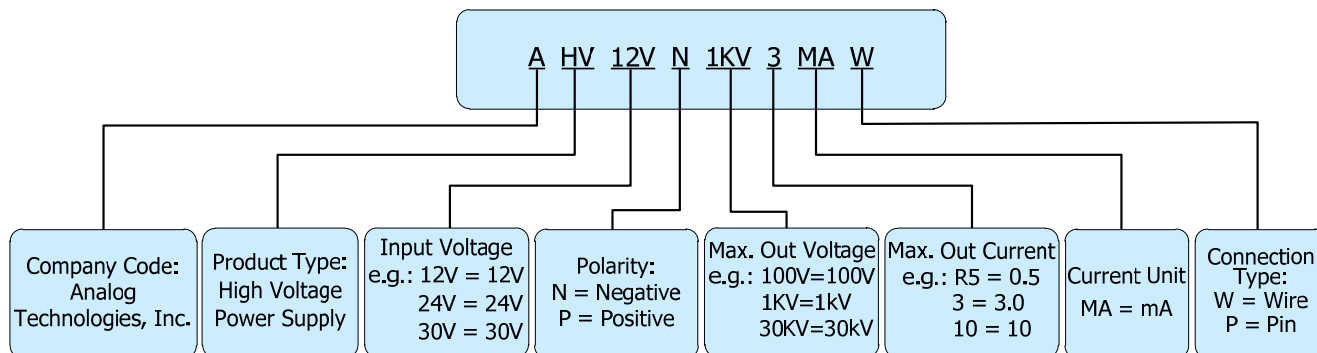 A HV 12V N 1KV 3 MA W
Company Code:
Analog
Technologies, Inc.
Product Type:
High Voltage
Power Supply
Input Voltage
e.g.: 12V = 12V
24V = 24V
30V = 30V
Polarity:
N = Negative
P = Positive
Max. Out Voltage
e.g.: 100V=100V
1KV=1kV
30KV=30kV
Max. Out Current
e.g.: R5 = 0.5
3 = 3.0
10 = 10
Current Unit
MA = mA
Connection
Type:
W = Wire
P = Pin